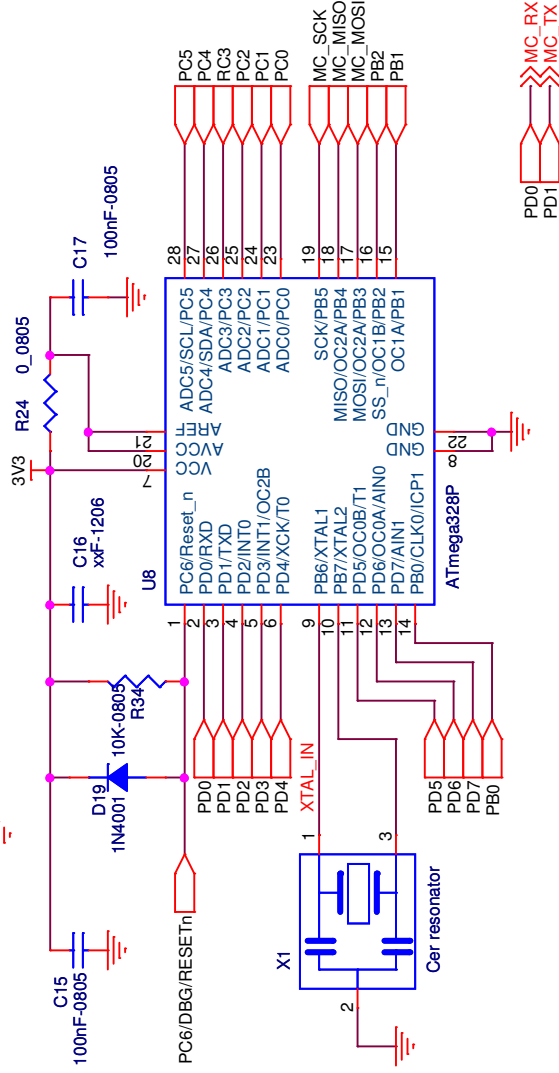 C17
100nF-0805
R24
0_0805
3V3
C16
xxF-1206
D19
1N4001
10K-0805
R34
C15
100nF-0805
PC6/DBG/RESETn
U8
ATmega328P
7
20
21
VCC
AVCC
AREF
8
22
GND
GND
28
ADC5/SCL/PC5
PC5
27
ADC4/SDA/PC4
PC4
26
ADC3/PC3
RC3
25
ADC2/PC2
PC2
24
ADC1/PC1
PC1
23
ADC0/PC0
PC0
19
SCK/PB5
MC_SCK
18
MISO/OC2A/PB4
MC_MISO
17
MOSI/OC2A/PB3
MC_MOSI
16
SS_n/OC1B/PB2
PB2
15
OC1A/PB1
PB1
1
PC6/Reset_n
2
PD0/RXD
PD0
3
PD1/TXD
PD1
4
PD2/INT0
PD2
5
PD3/INT1/OC2B
PD3
6
PD4/XCK/T0
PD4
9
PB6/XTAL1
10
PB7/XTAL2
11
PD5/OC0B/T1
PD5
12
PD6/OC0A/AIN0
PD6
13
PD7/AIN1
PD7
14
PB0/CLK0/ICP1
PB0
XTAL_IN
X1
Cer resonator
1
2
3
PD0
MC_RX
PD1
MC_TX